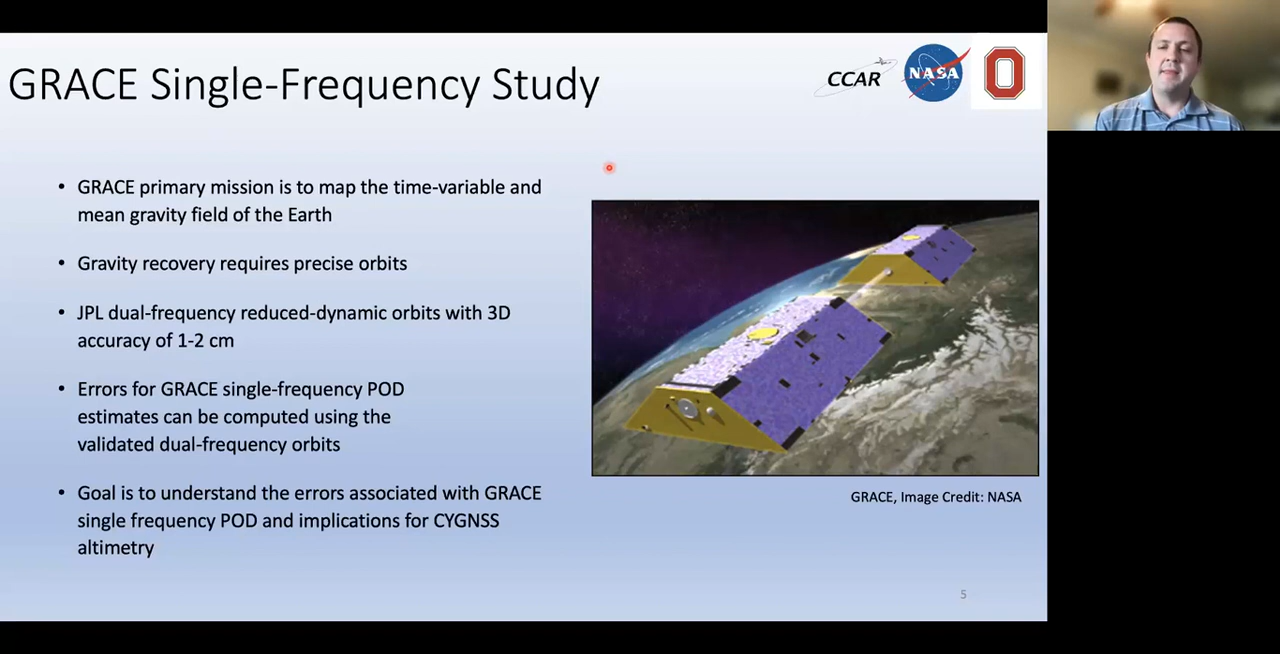 GRACE Single-Frequency Study
CCAR
NASA
• GRACE primary mission is to map the time-variable and
mean gravity field of the Earth
• Gravity recovery requires precise orbits
• JPL dual-frequency reduced-dynamic orbits with 3D
accuracy of 1-2 cm
• Errors for GRACE single-frequency POD
estimates can be computed using the
validated dual-frequency orbits
• Goal is to understand the errors associated with GRACE
single frequency POD and implications for CYGNSS
altimetry
GRACE, Image Credit: NASA
5